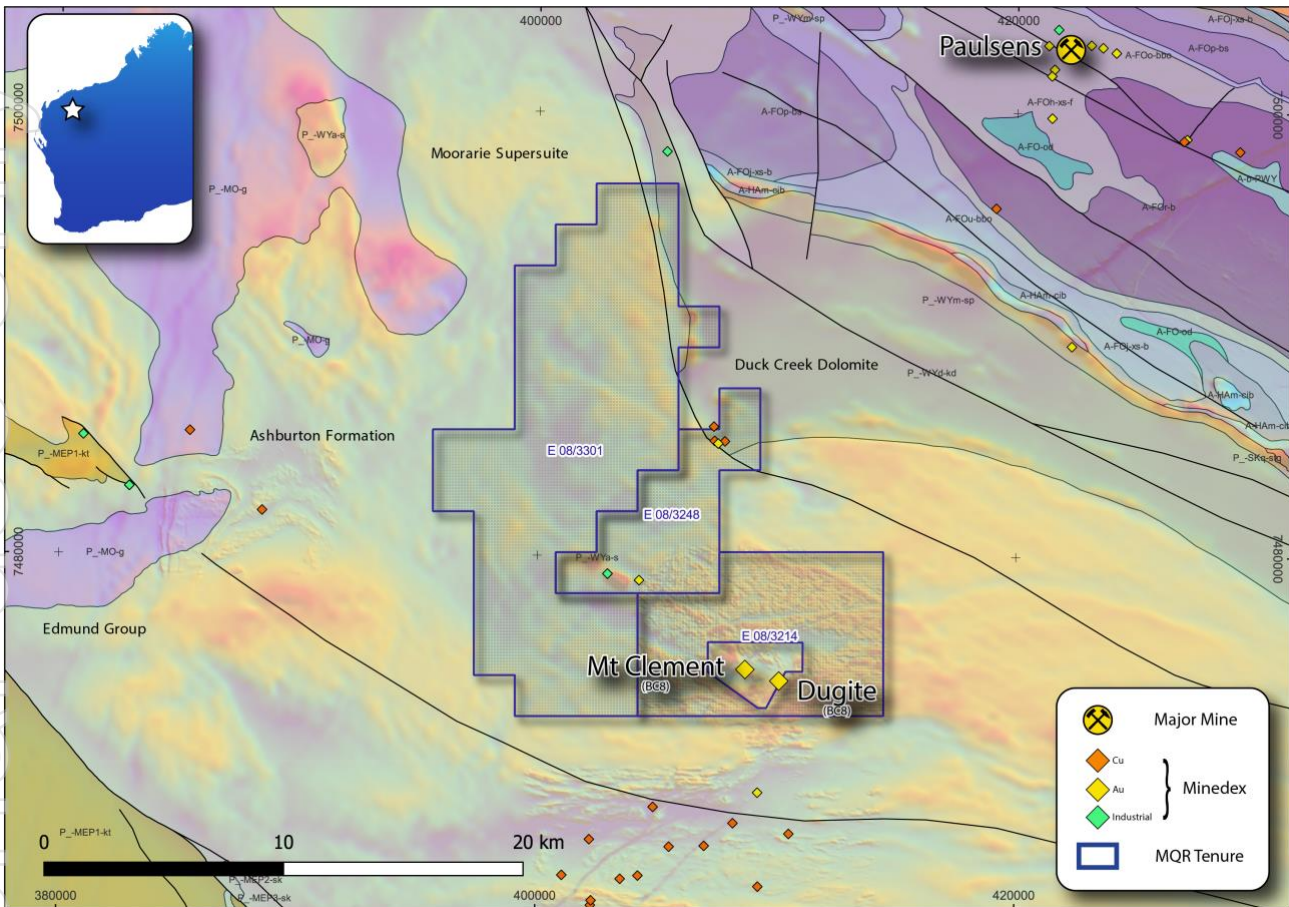 400000
420000
P_-WYm-sp
A-FOj-xs-b
Paulsens
A-FOo-bbo
A-FOp-bs
7500000
7500000
P_-WYa-s
A-FOp-bs
A-FOh-xs-f
A-FO-od
Moorarie Supersuite
P_-MO-g
A-FOj-xs-b
A-HAm-cib
A-b-PWY
A-FOr-b
A-FOu-bbo
P_-WYm-sp
A-HAm-cib
P_-MO-g
A-FO-od
A-FOj-xs-b
Duck Creek Dolomite
P_-WYd-kd
A-HAm-cib
A-HAm-cib
Ashburton Formation
P_-MEP1-kt
E 08/3301
P_-SKq-stq
E 08/3248
7480000
P_-MO-g
P_-WYa-s
7480000
Edmund Group
E 08/3214
Mt Clement
(BC8)
Dugite
(BC8)
Major Mine
Cu
Au
Industrial
} Minedex
MQR Tenure
P_-MEP1-kt
0 10 20 km
P_-MEP2-sk
P_-MEP3-sk
380000
400000
420000